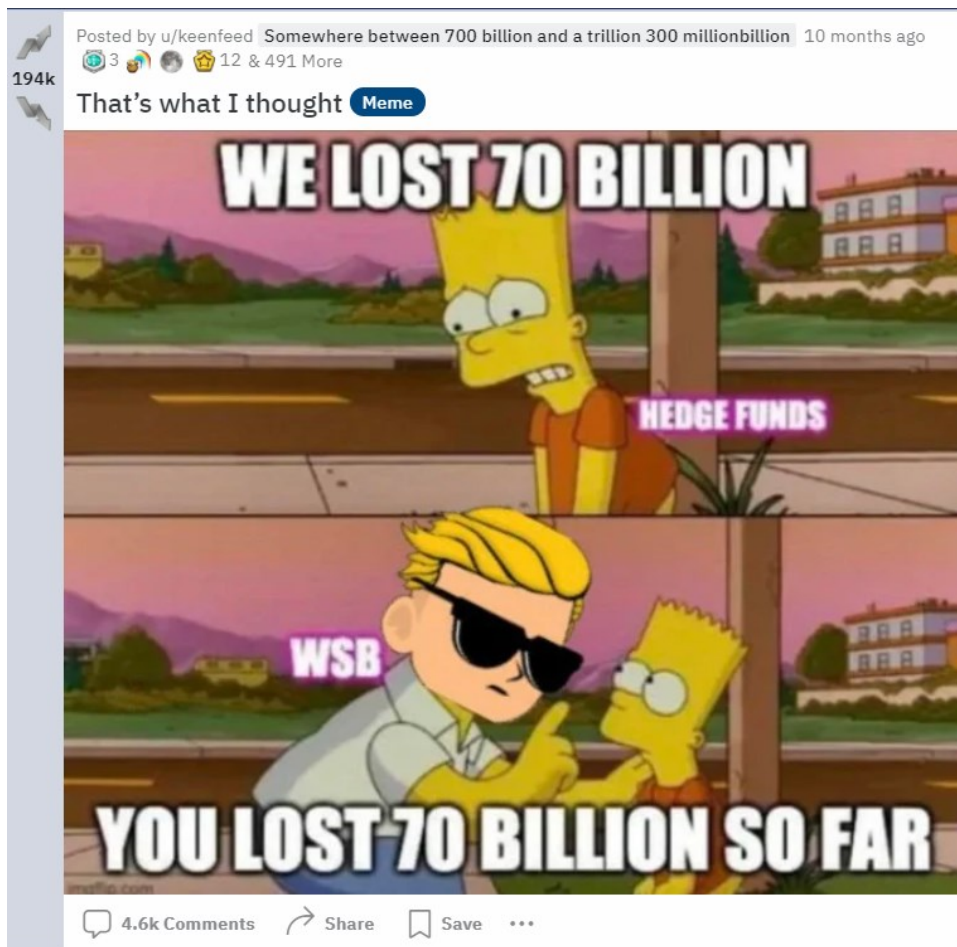 Posted by u/keenfeed Somewhere between 700 billion and a trillion 300 millionbillion 10 months ago
3 12 & 491 More
194k
That's what I thought Meme
WE LOST 70 BILLION
HEDGE FUNDS
WSB
YOU LOST 70 BILLION SO FAR
imgflip.com
4.6k Comments Share Save ...